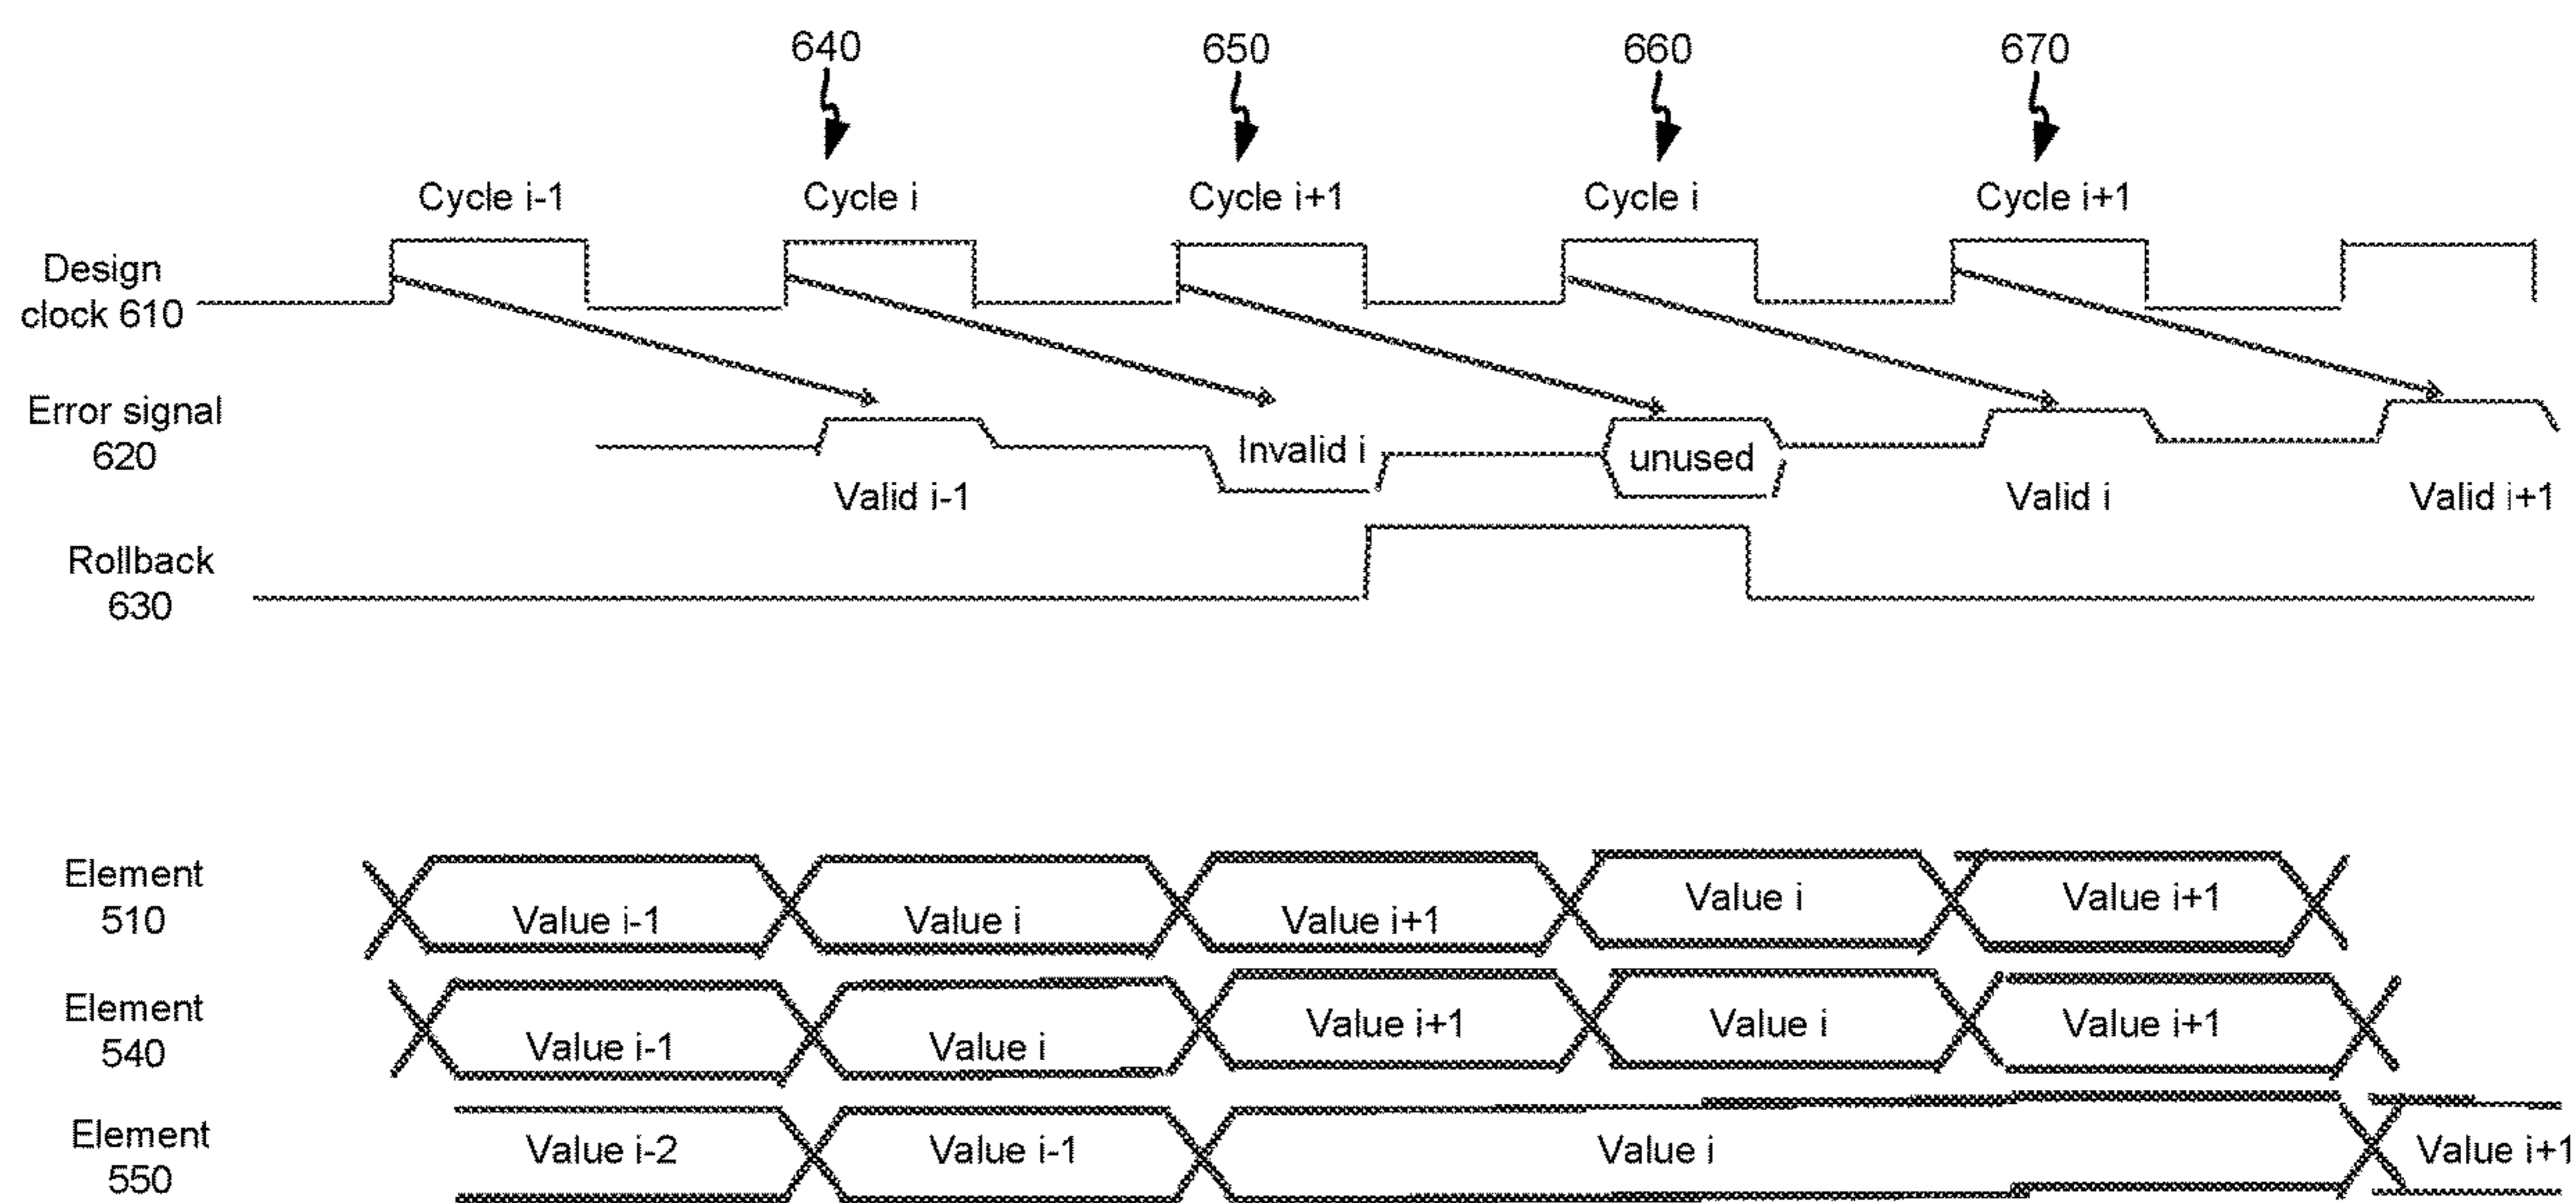 640 650 660 670
Cycle i-1 Cycle i Cycle i+1 Cycle i Cycle i+1
Design
clock 610
Error signal
620
Invalid i
unused
Valid i-1
Valid i
Valid i+1
Rollback
630
Element
510
Value i-1 Value i Value i+1 Value i Value i+1
Element
540
Value i-1 Value i Value i+1 Value i Value i+1
Element
550
Value i-2 Value i-1 Value i Value i+1